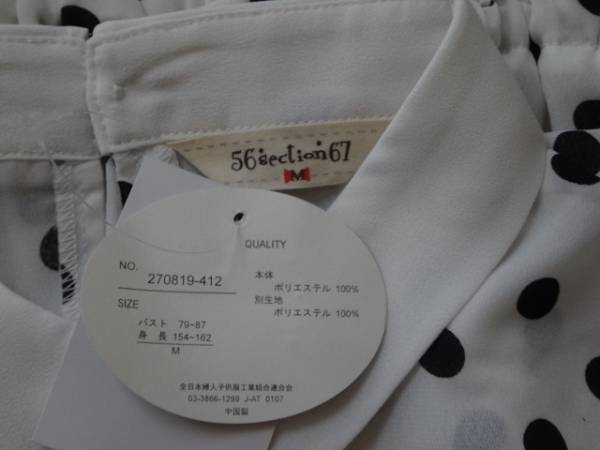 56section67
M
QUALITY
NO.
270819-412
SIZE
バスト 79~87
身 長 154~162
M
本体
ポリエステル 100%
別生地
ポリエステル 100%
全日本婦人子供服工業組合連合会
03-3866-1299 J-AT 0107
中国製